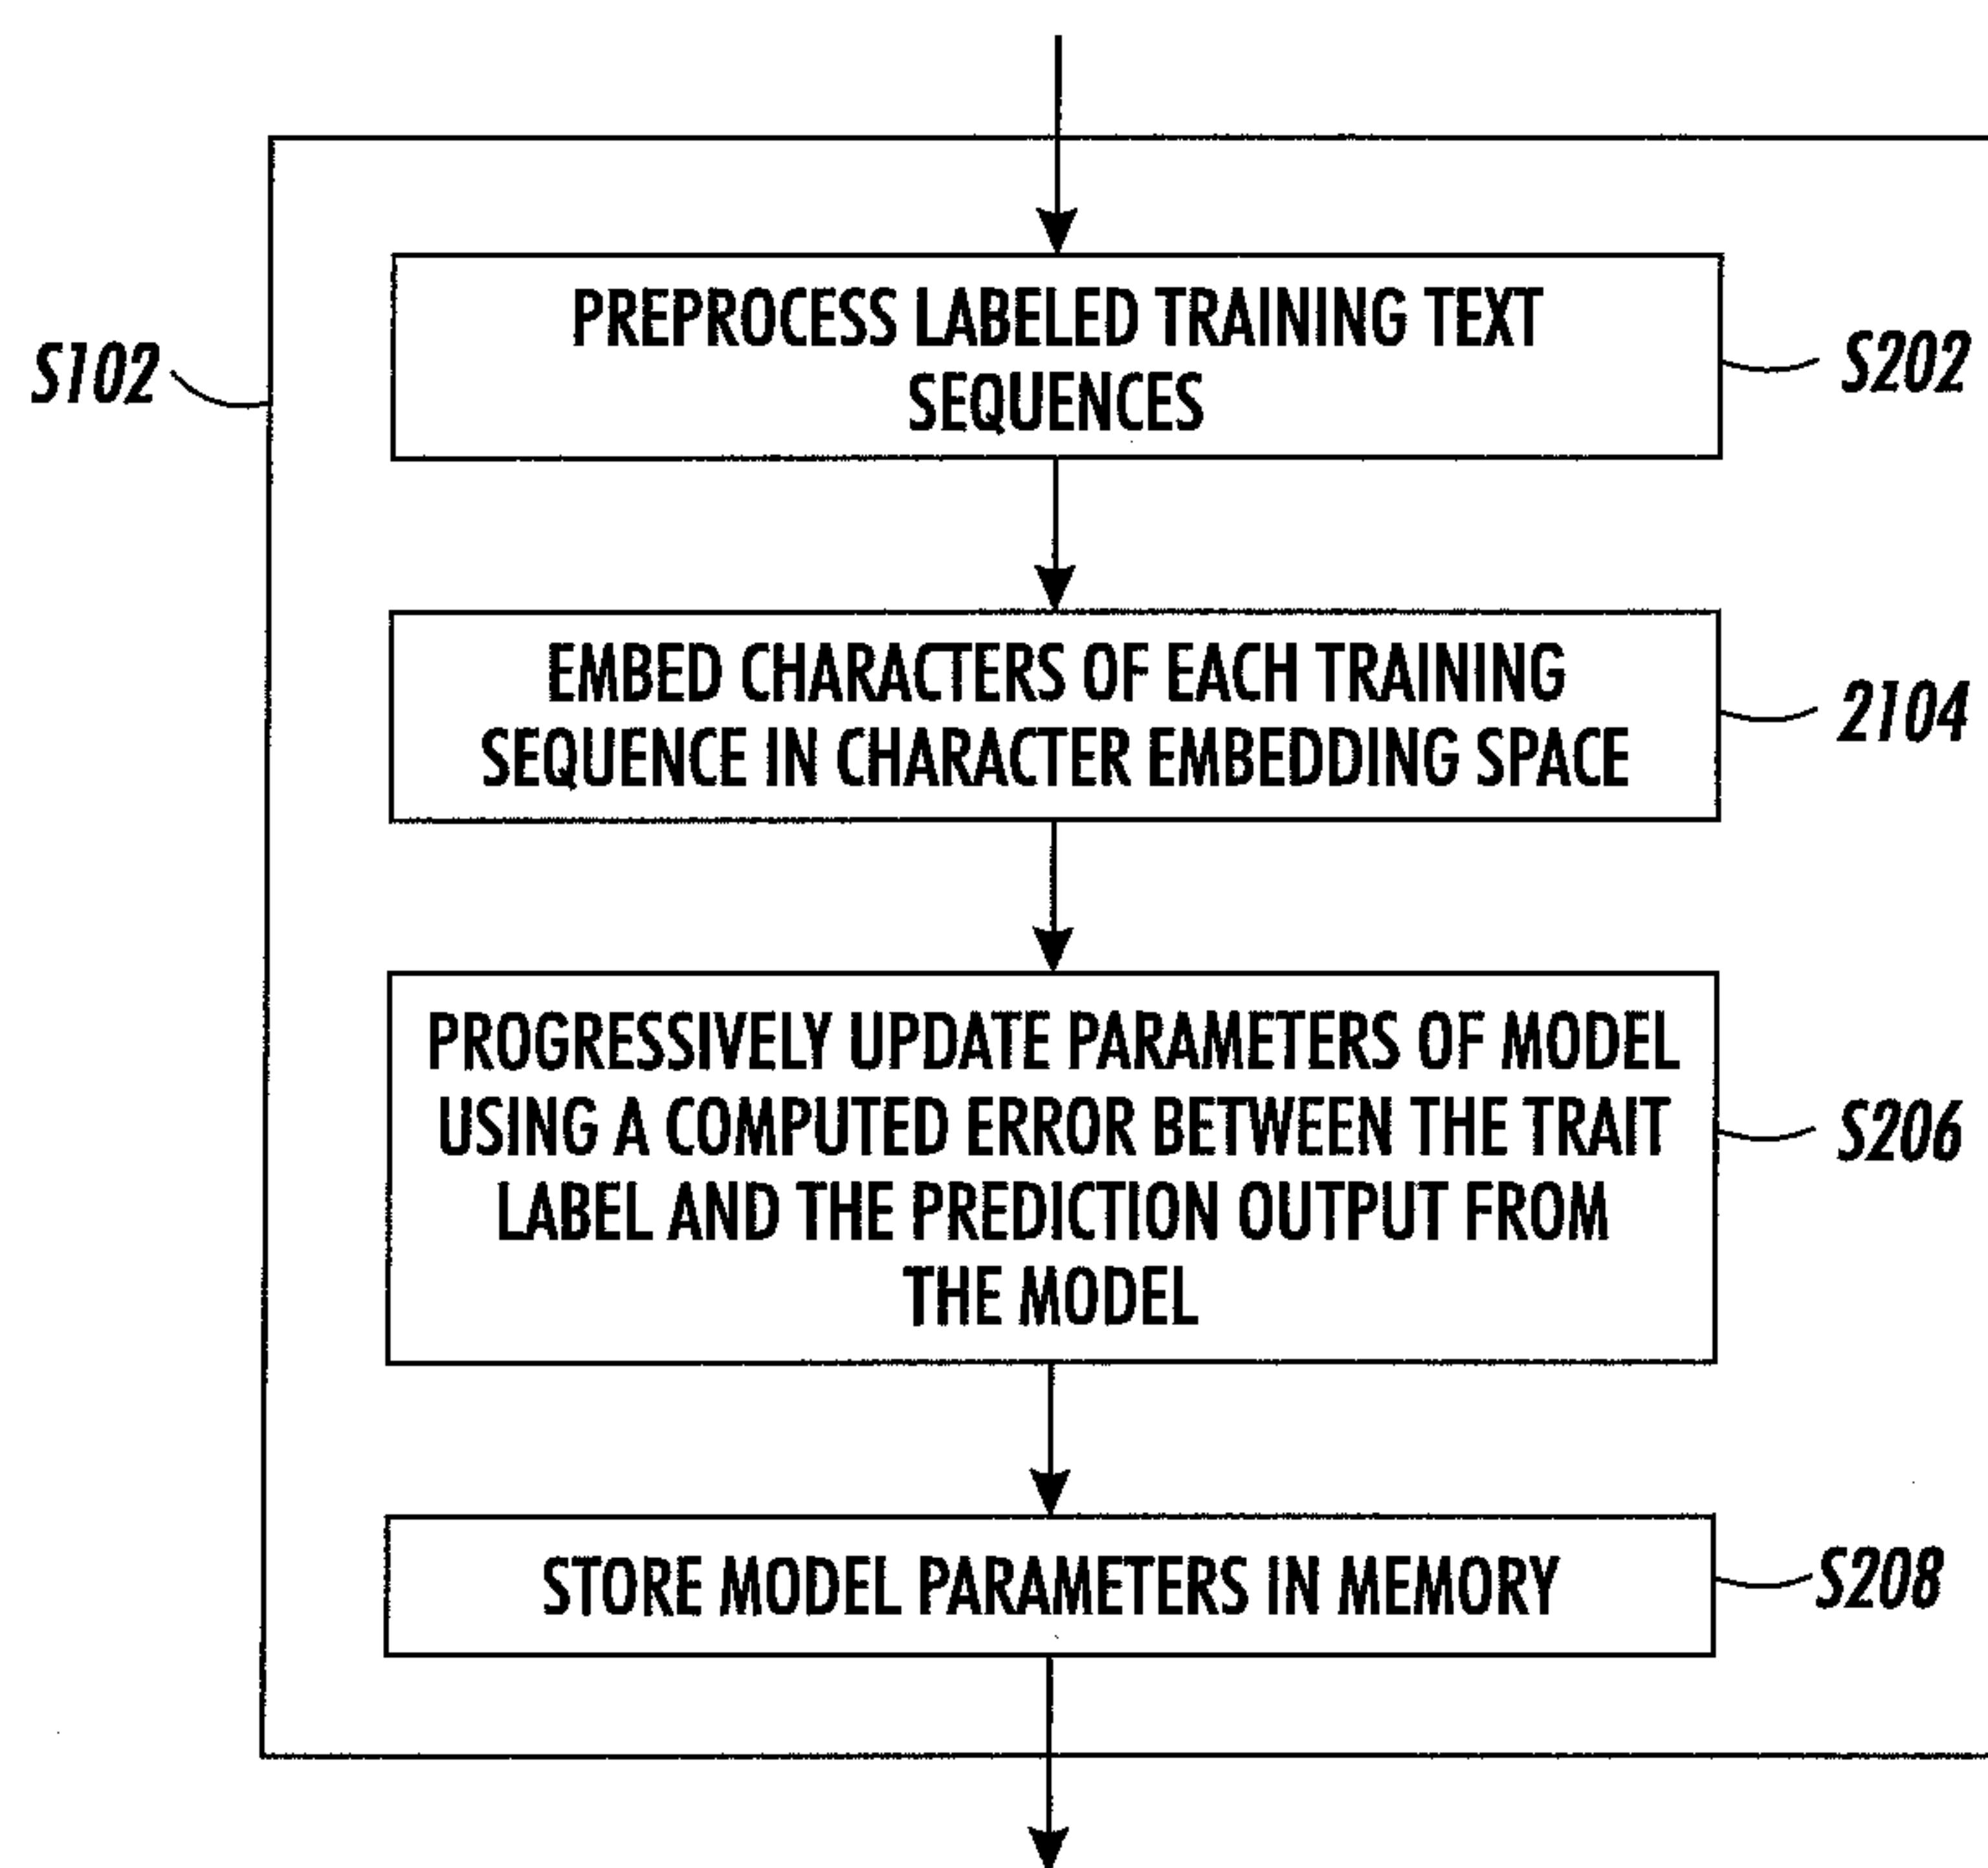 S102
PREPROCESS LABELED TRAINING TEXT
SEQUENCES
S202
EMBED CHARACTERS OF EACH TRAINING
SEQUENCE IN CHARACTER EMBEDDING SPACE
2104
PROGRESSIVELY UPDATE PARAMETERS OF MODEL
USING A COMPUTED ERROR BETWEEN THE TRAIT
LABEL AND THE PREDICTION OUTPUT FROM
THE MODEL
S206
STORE MODEL PARAMETERS IN MEMORY
S208